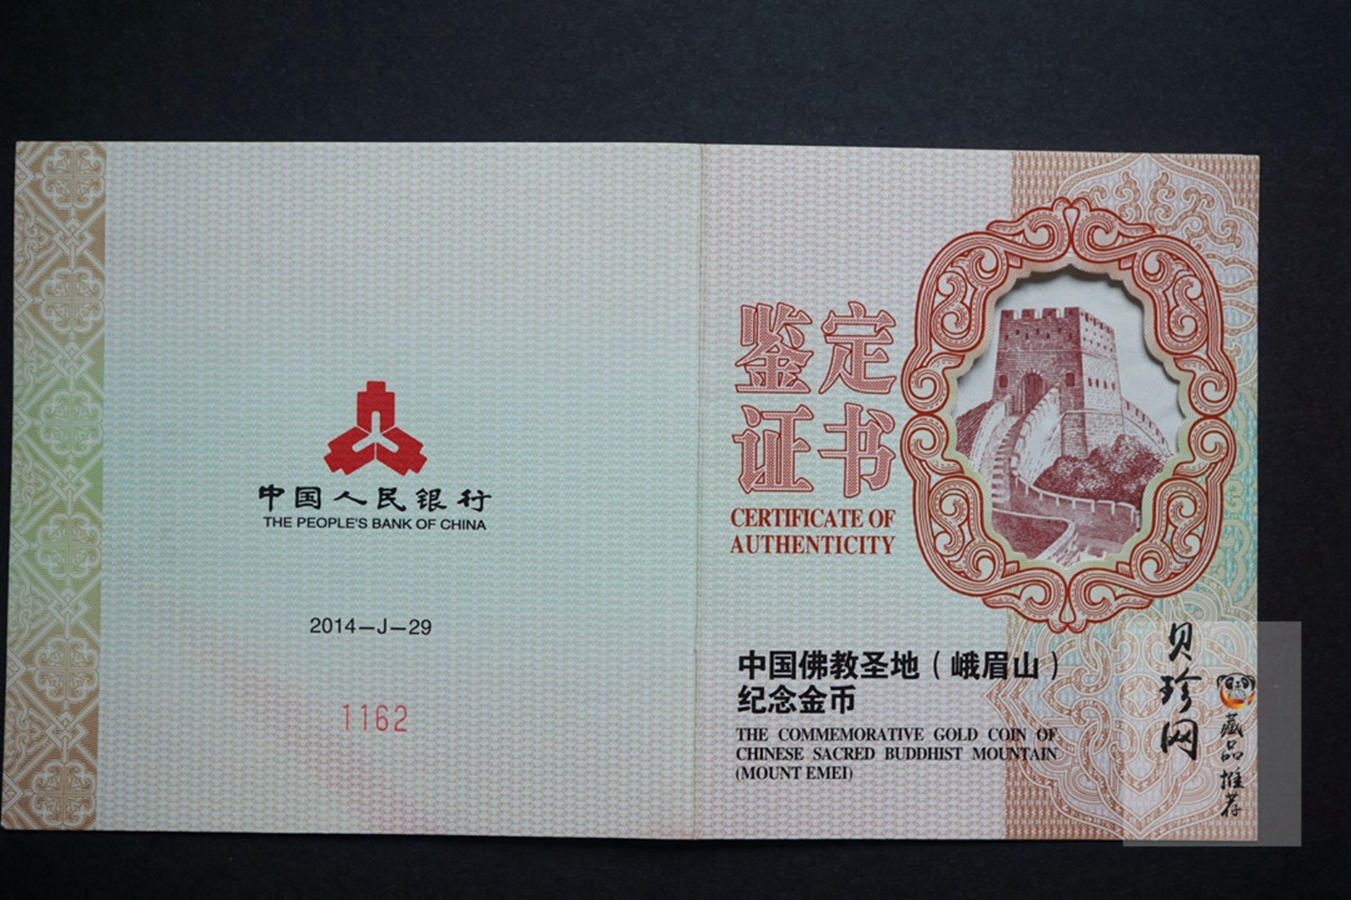 中国人民银行
THE PEOPLE'S BANK OF CHINA
2014—J—29
1162
鉴定
证书
CERTIFICATE OF
AUTHENTICITY
中国佛教圣地（峨眉山）
纪念金币
THE COMMEMORATIVE GOLD COIN OF
CHINESE SACRED BUDDHIST MOUNTAIN
(MOUNT EMEI)
贝珍网
藏品推荐